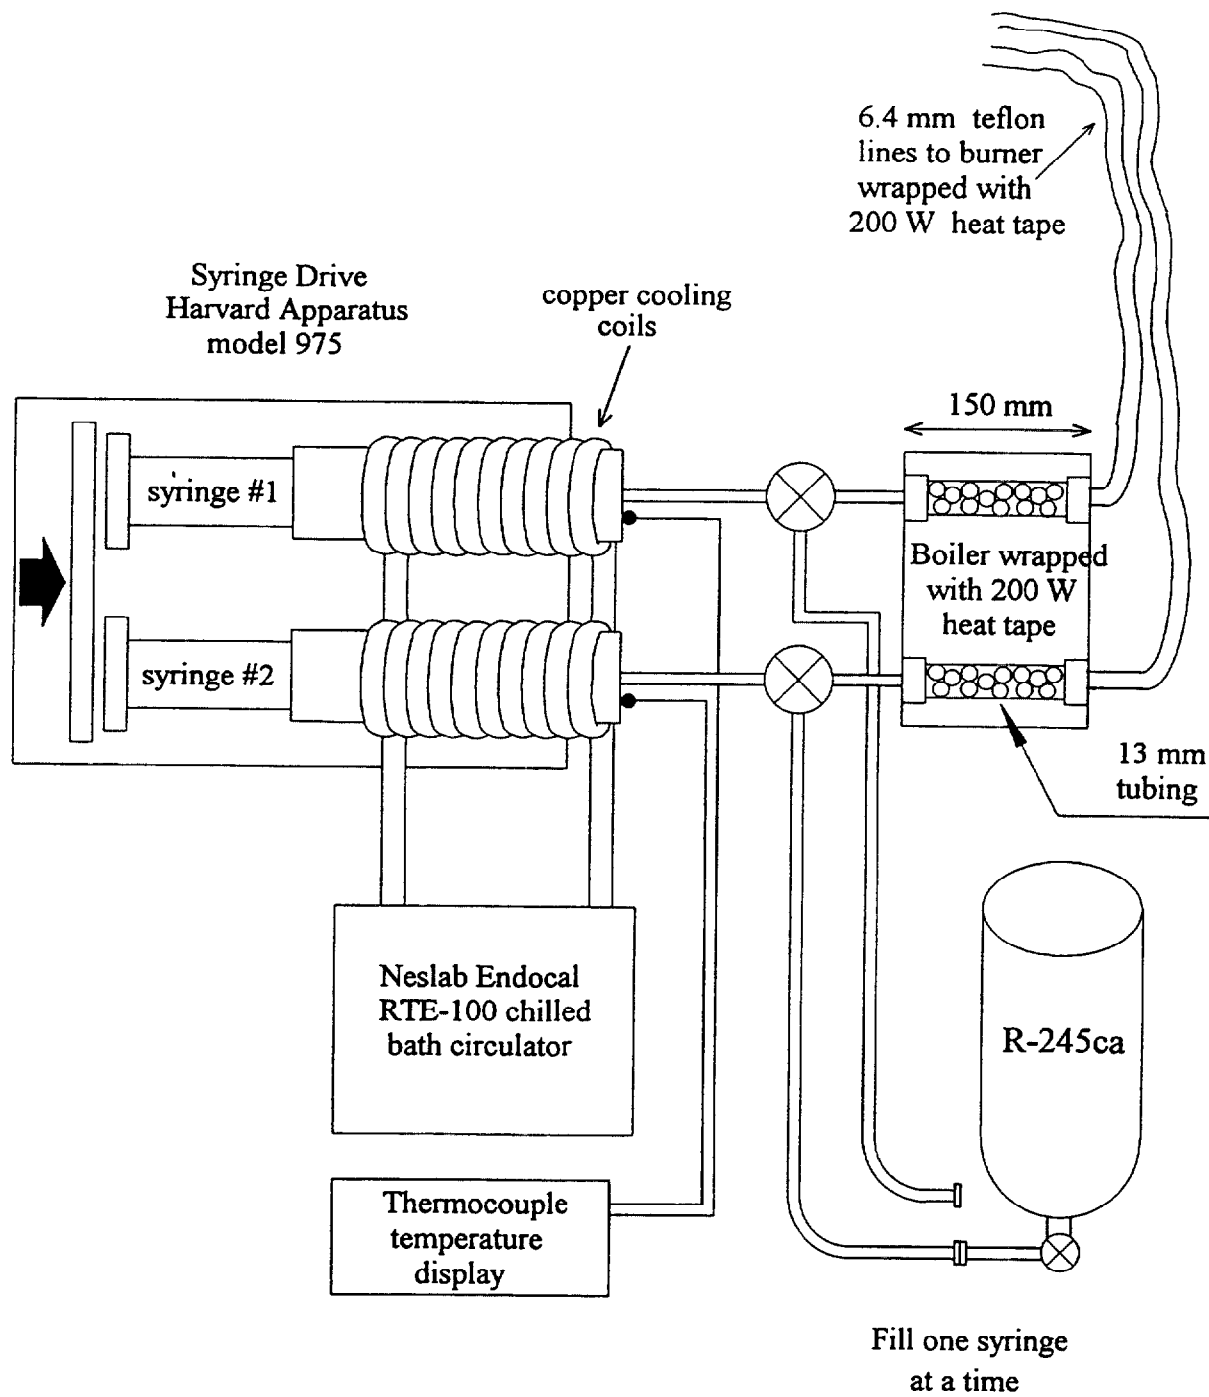 6.4 mm teflon
lines to burner
wrapped with
200 W heat tape
Syringe Drive
Harvard Apparatus
model 975
copper cooling
coils
150 mm
syringe #1
Boiler wrapped
with 200 W
heat tape
syringe #2
13 mm
tubing
Neslab Endocal
RTE-100 chilled
bath circulator
R-245ca
Thermocouple
temperature
display
Fill one syringe
at a time